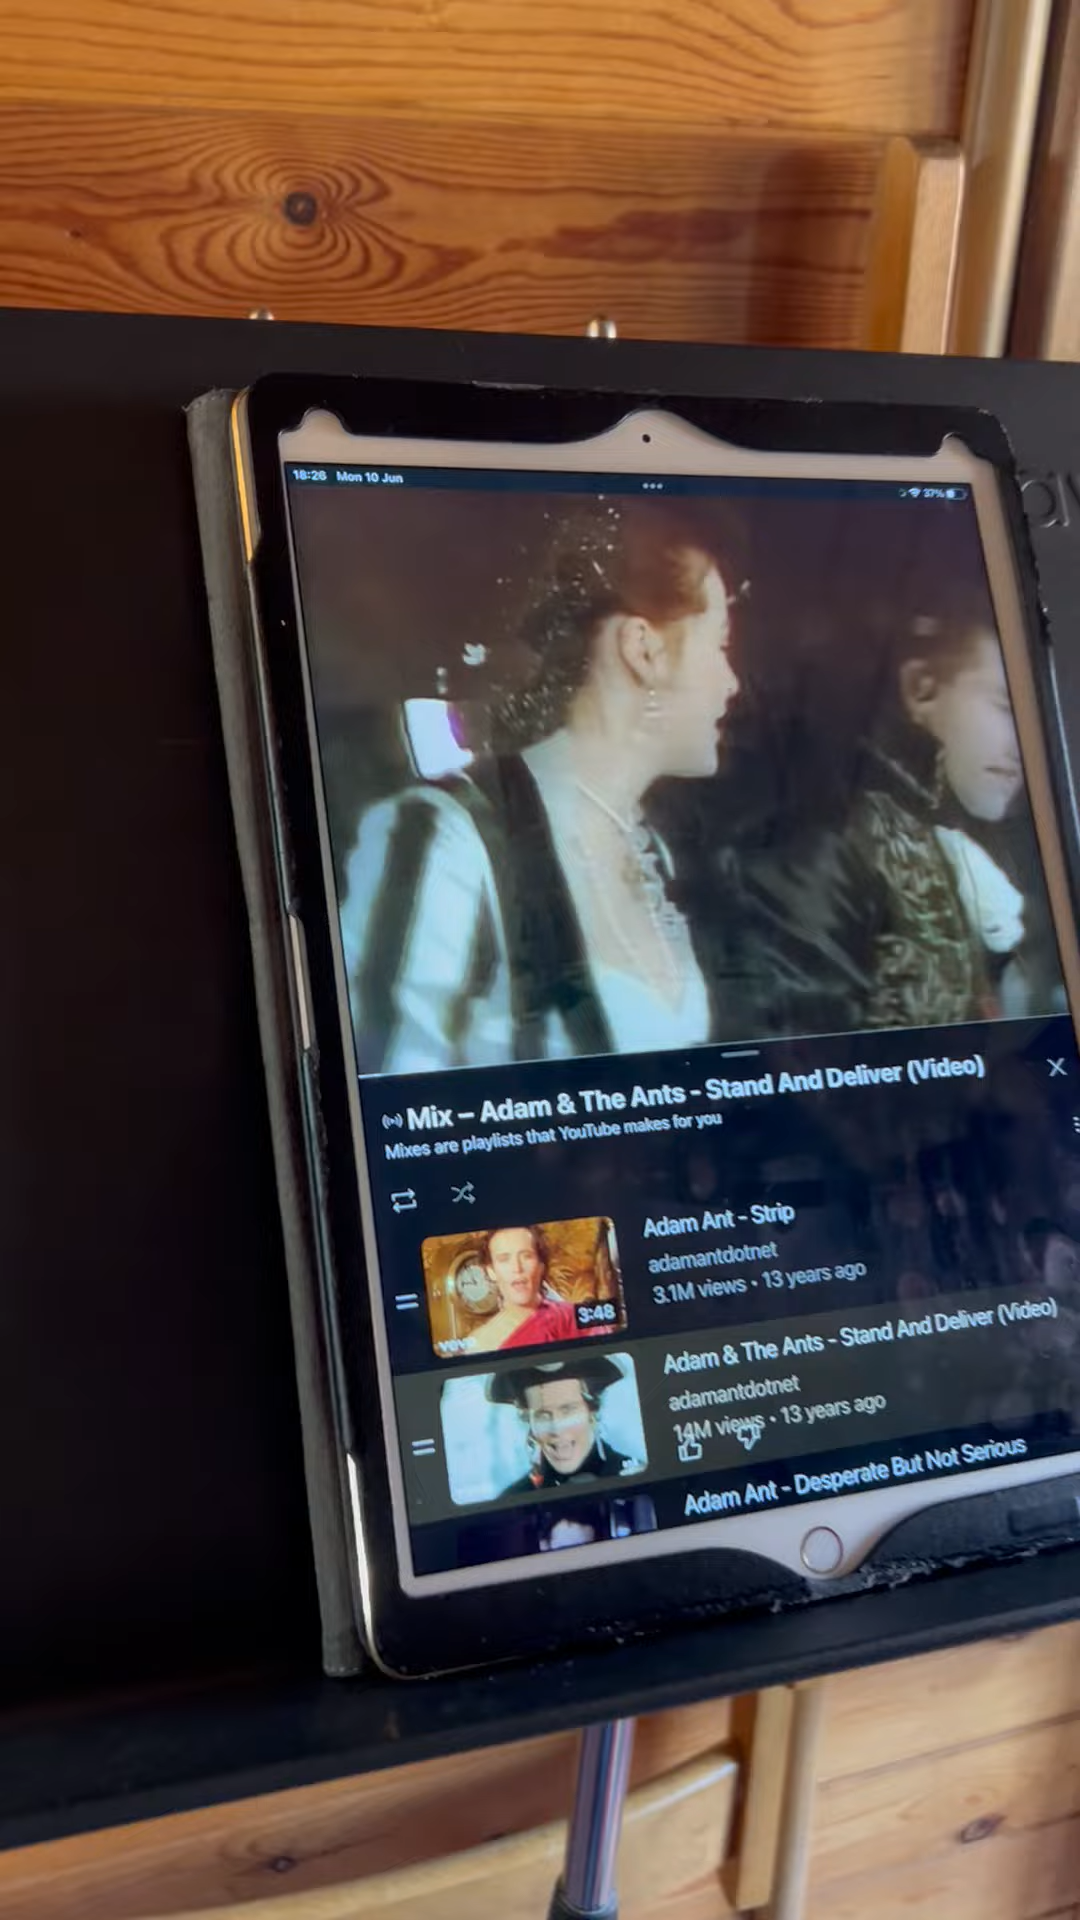 18:26 Mon 10 Jun
37%
Mix – Adam & The Ants - Stand And Deliver (Video)
Mixes are playlists that YouTube makes for you
Adam Ant - Strip
adamantdotnet
3.1M views • 13 years ago
3:48
vevo
Adam & The Ants - Stand And Deliver (Video)
adamantdotnet
14M views • 13 years ago
Adam Ant - Desperate But Not Serious